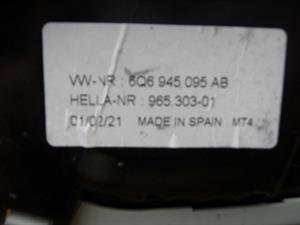 VW-NR : 6Q6 945 095 AB
HELLA-NR : 965.303-01
01/02/21 MADE IN SPAIN MT4